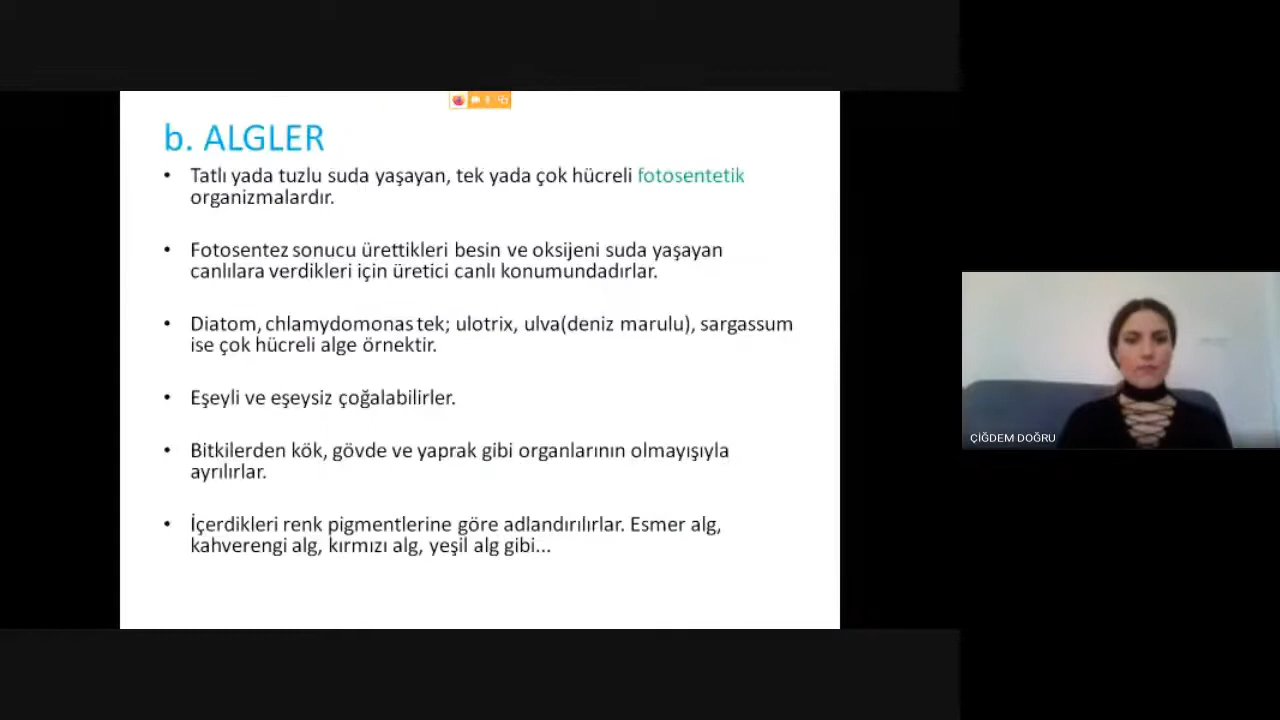 b. ALGLER
• Tatlı yada tuzlu suda yaşayan, tek yada çok hücreli fotosentetik
organizmalardır.
• Fotosentez sonucu ürettikleri besin ve oksijeni suda yaşayan
canlılara verdikleri için üretici canlı konumundadırlar.
• Diatom, chlamydomonas tek; ulotrix, ulva(deniz marulu), sargassum
ise çok hücreli alge örnektir.
• Eşeyli ve eşeysiz çoğalabilirler.
• Bitkilerden kök, gövde ve yaprak gibi organlarının olmayışıyla
ayrılırlar.
• İçerdikleri renk pigmentlerine göre adlandırılırlar. Esmer alg,
kahverengi alg, kırmızı alg, yeşil alg gibi...
ÇİĞDEM DOĞRU